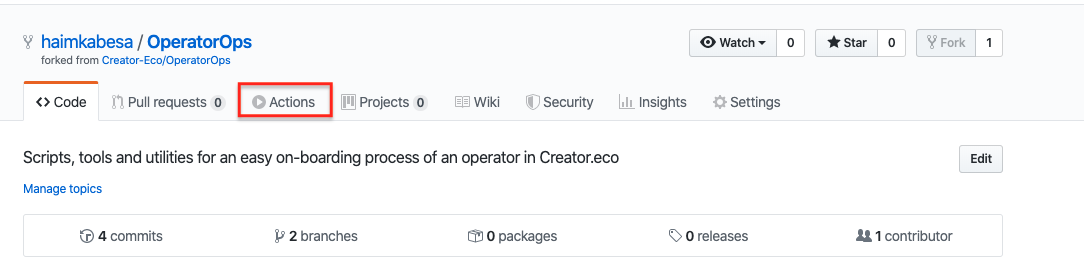 haimkabesa / OperatorOps
forked from Creator-Eco/OperatorOps
Watch 0 Star 0 Fork 1
Code Pull requests 0 Actions Projects 0 Wiki Security Insights Settings
Scripts, tools and utilities for an easy on-boarding process of an operator in Creator.eco
Edit
Manage topics
4 commits 2 branches 0 packages 0 releases 1 contributor